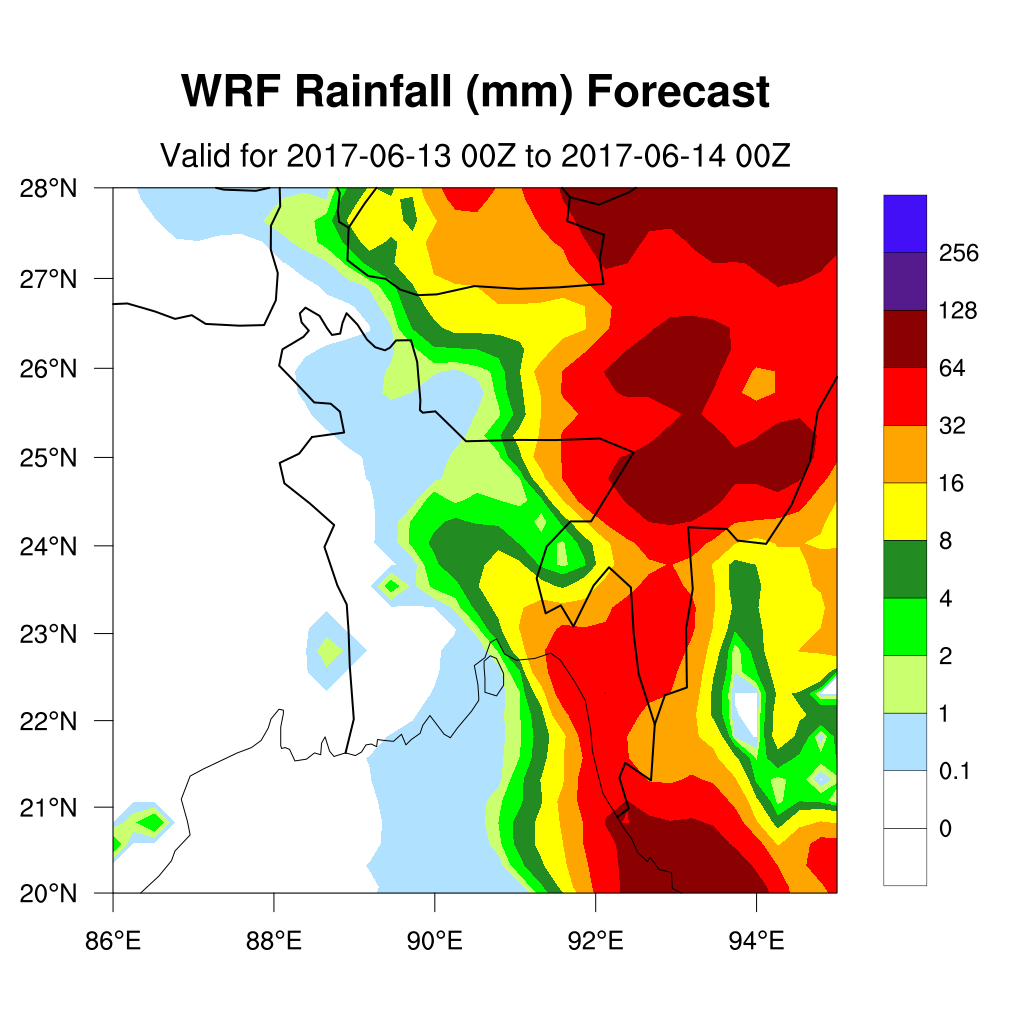 WRF Rainfall (mm) Forecast
Valid for 2017-06-13 00Z to 2017-06-14 00Z
28°N
27°N
26°N
25°N
24°N
23°N
22°N
21°N
20°N
86°E 88°E 90°E 92°E 94°E
256
128
64
32
16
8
4
2
1
0.1
0